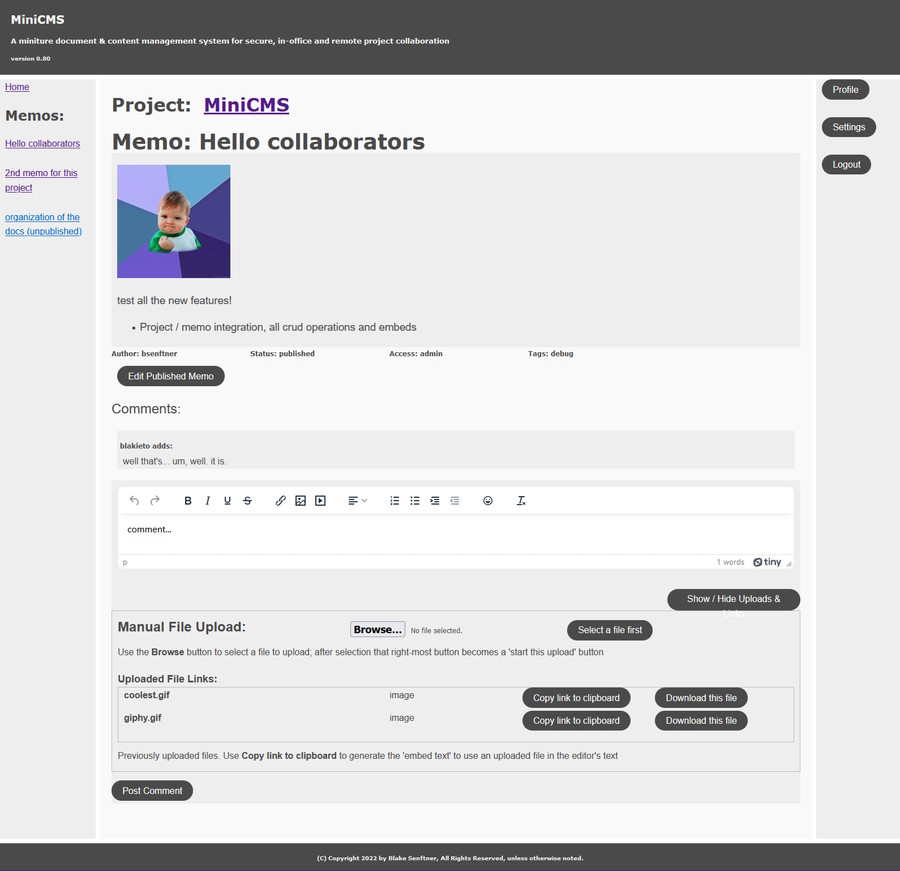 MiniCMS
A miniture document & content management system for secure, in-office and remote project collaboration
version 0.80
Home
Memos:
Hello collaborators
2nd memo for this
project
organization of the
docs (unpublished)
Project: MiniCMS
Memo: Hello collaborators
test all the new features!
• Project / memo integration, all crud operations and embeds
Author: bsenftner Status: published Access: admin Tags: debug
Edit Published Memo
Comments:
blakieto adds:
well that's... um, well. it is.
B I U S
comment...
p 1 words tiny
Show / Hide Uploads &
Manual File Upload: Browse... No file selected. Select a file first
Use the Browse button to select a file to upload; after selection that right-most button becomes a 'start this upload' button
Uploaded File Links:
coolest.gif image Copy link to clipboard Download this file
giphy.gif image Copy link to clipboard Download this file
Previously uploaded files. Use Copy link to clipboard to generate the 'embed text' to use an uploaded file in the editor's text
Post Comment
Profile
Settings
Logout
(C) Copyright 2022 by Blake Senftner, All Rights Reserved, unless otherwise noted.